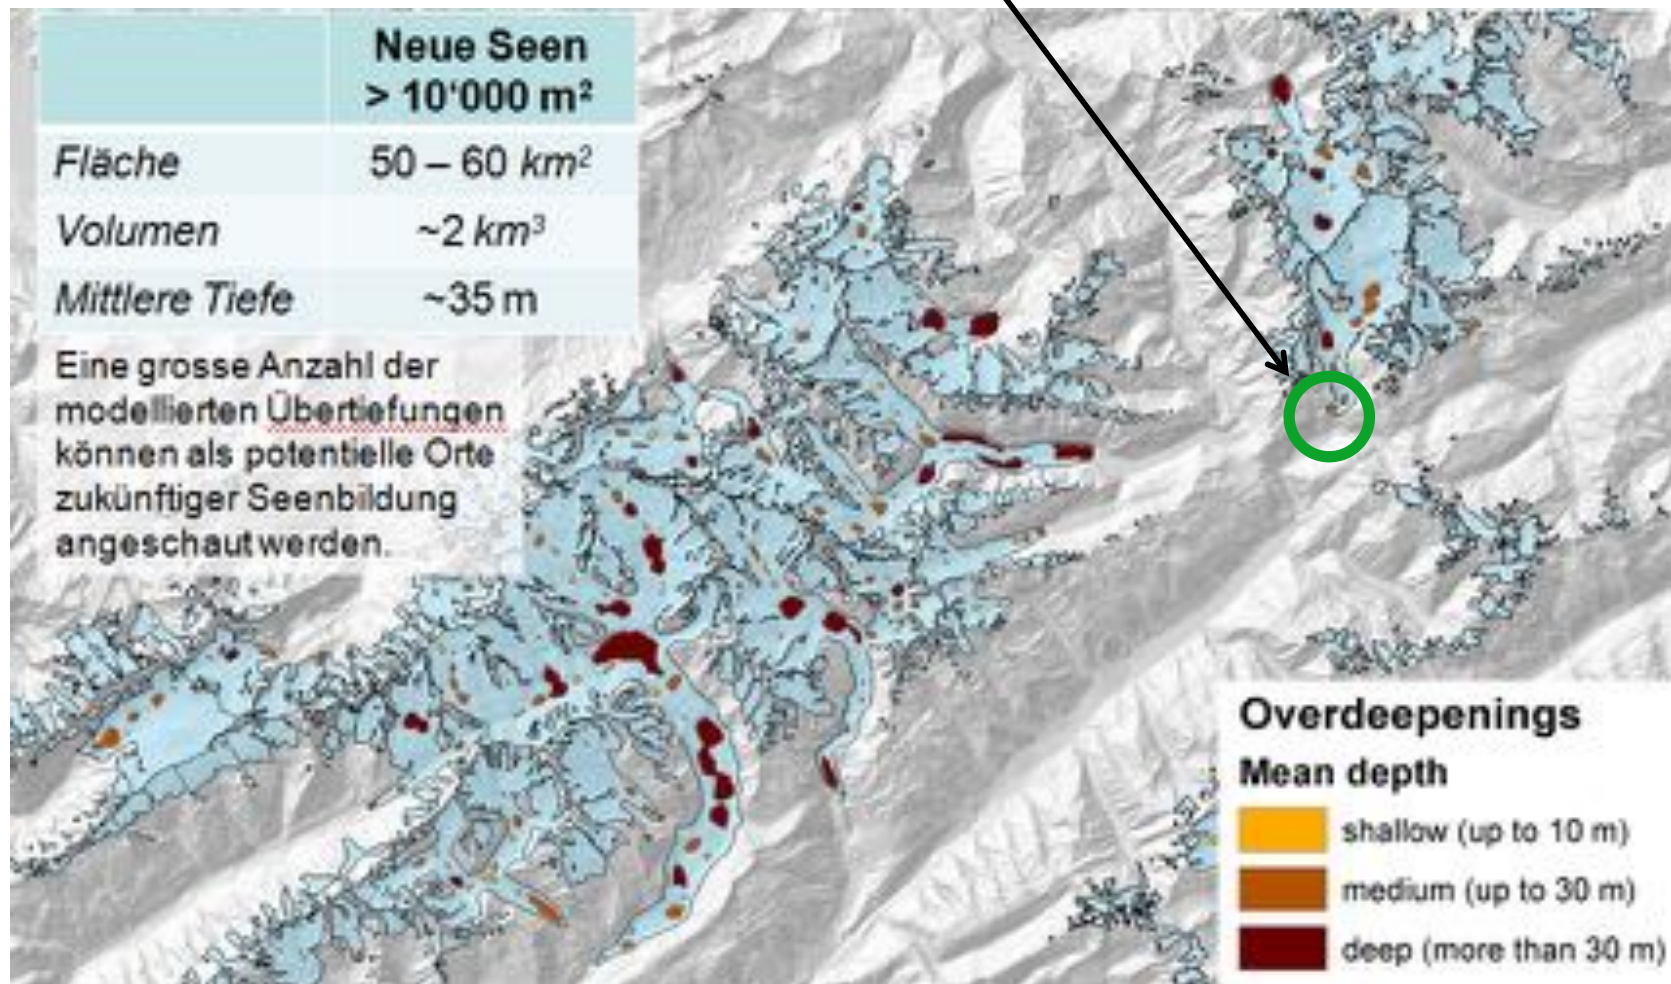 Neue Seen
> 10'000 m²
Fläche 50 – 60 km²
Volumen ~2 km³
Mittlere Tiefe ~35 m
Eine grosse Anzahl der
modellierten Übertiefungen
können als potentielle Orte
zukünftiger Seenbildung
angeschaut werden.
Overdeepenings
Mean depth
shallow (up to 10 m)
medium (up to 30 m)
deep (more than 30 m)